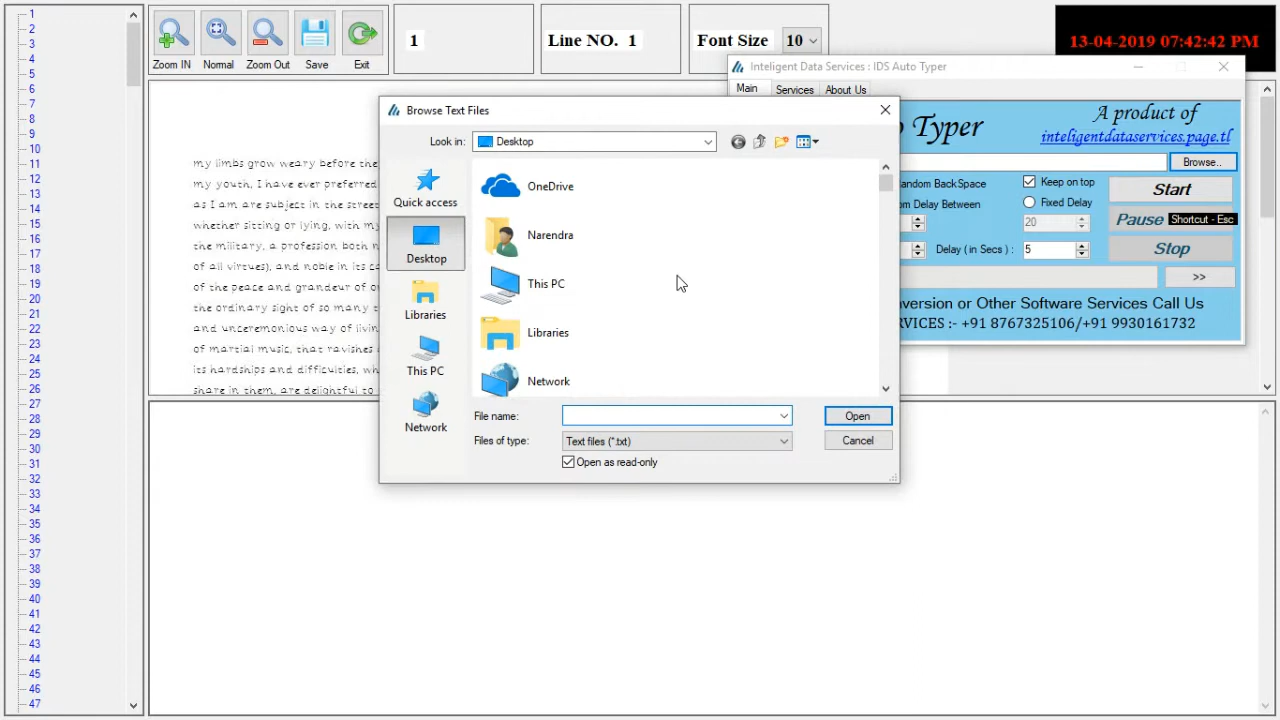 1
2
3
4
5
6
7
8
9
10
11
12
13
14
15
16
17
18
19
20
21
22
23
24
25
26
27
28
29
30
31
32
33
34
35
36
37
38
39
40
41
42
43
44
45
46
47
Zoom IN
Normal
Zoom Out
Save
Exit
1
Line NO. 1
Font Size 10
13-04-2019 07:42:42 PM
my limbs grow weary before the
my youth, I have ever preferred
as I am are subject in the street
whether sitting or lying, with my
the military, a profession both n
of all virtues), and noble in its ca
of the peace and grandeur of ou
the ordinary sight of so many t
and unceremonious way of livin
of martial music, that ravishes
its hardships and difficulties, wh
share in them, are delightful to
Inteligent Data Services : IDS Auto Typer
Main
Services
About Us
o Typer
A product of
inteligentdataservices.page.tl
Browse..
andom BackSpace
Keep on top
Start
om Delay Between
Fixed Delay
20
Pause
Shortcut - Esc
Delay ( in Secs ) :
5
Stop
>>
nversion or Other Software Services Call Us
RVICES :- +91 8767325106/+91 9930161732
Browse Text Files
Look in:
Desktop
Quick access
Desktop
Libraries
This PC
Network
OneDrive
Narendra
This PC
Libraries
Network
File name:
Open
Files of type:
Text files (*.txt)
Cancel
Open as read-only